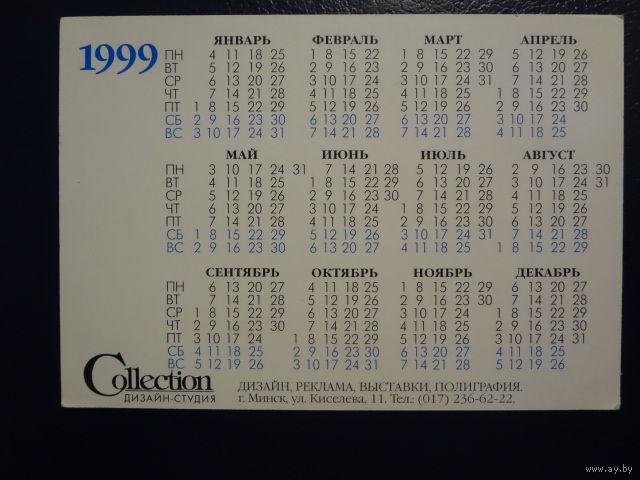 1999 ЯНВАРЬ ФЕВРАЛЬ МАРТ АПРЕЛЬ
ПН 4 11 18 25 1 8 15 22 1 8 15 22 29 5 12 19 26
ВТ 5 12 19 26 2 9 16 23 2 9 16 23 30 6 13 20 27
СР 6 13 20 27 3 10 17 24 3 10 17 24 31 7 14 21 28
ЧТ 7 14 21 28 4 11 18 25 4 11 18 25 1 8 15 22 29
ПТ 1 8 15 22 29 5 12 19 26 5 12 19 26 2 9 16 23 30
СБ 2 9 16 23 30 6 13 20 27 6 13 20 27 3 10 17 24
ВС 3 10 17 24 31 7 14 21 28 7 14 21 28 4 11 18 25
МАЙ ИЮНЬ ИЮЛЬ АВГУСТ
ПН 3 10 17 24 31 7 14 21 28 5 12 19 26 2 9 16 23 30
ВТ 4 11 18 25 1 8 15 22 29 6 13 20 27 3 10 17 24 31
СР 5 12 19 26 2 9 16 23 30 7 14 21 28 4 11 18 25
ЧТ 6 13 20 27 3 10 17 24 1 8 15 22 29 5 12 19 26
ПТ 7 14 21 28 4 11 18 25 2 9 16 23 30 6 13 20 27
СБ 1 8 15 22 29 5 12 19 26 3 10 17 24 31 7 14 21 28
ВС 2 9 16 23 30 6 13 20 27 4 11 18 25 1 8 15 22 29
СЕНТЯБРЬ ОКТЯБРЬ НОЯБРЬ ДЕКАБРЬ
ПН 6 13 20 27 4 11 18 25 1 8 15 22 29 6 13 20 27
ВТ 7 14 21 28 5 12 19 26 2 9 16 23 30 7 14 21 28
СР 1 8 15 22 29 6 13 20 27 3 10 17 24 1 8 15 22 29
ЧТ 2 9 16 23 30 7 14 21 28 4 11 18 25 2 9 16 23 30
ПТ 3 10 17 24 1 8 15 22 29 5 12 19 26 3 10 17 24 31
СБ 4 11 18 25 2 9 16 23 30 6 13 20 27 4 11 18 25
ВС 5 12 19 26 3 10 17 24 31 7 14 21 28 5 12 19 26
Collection
ДИЗАЙН-СТУДИЯ
ДИЗАЙН, РЕКЛАМА, ВЫСТАВКИ, ПОЛИГРАФИЯ.
г. Минск, ул. Киселева, 11. Тел.: (017) 236-62-22.
www.ay.by